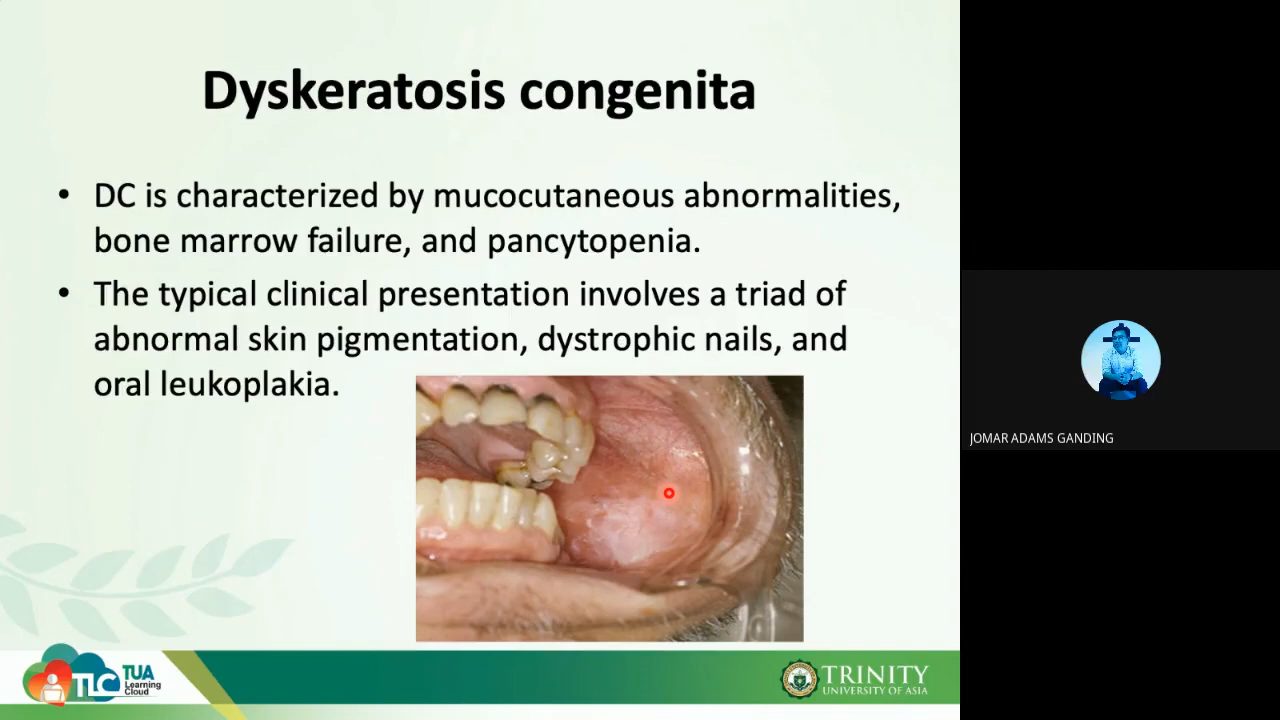 Dyskeratosis congenita
• DC is characterized by mucocutaneous abnormalities,
bone marrow failure, and pancytopenia.
• The typical clinical presentation involves a triad of
abnormal skin pigmentation, dystrophic nails, and
oral leukoplakia.
JOMAR ADAMS GANDING
TLC TUA
Learning
Cloud
TRINITY
UNIVERSITY OF ASIA